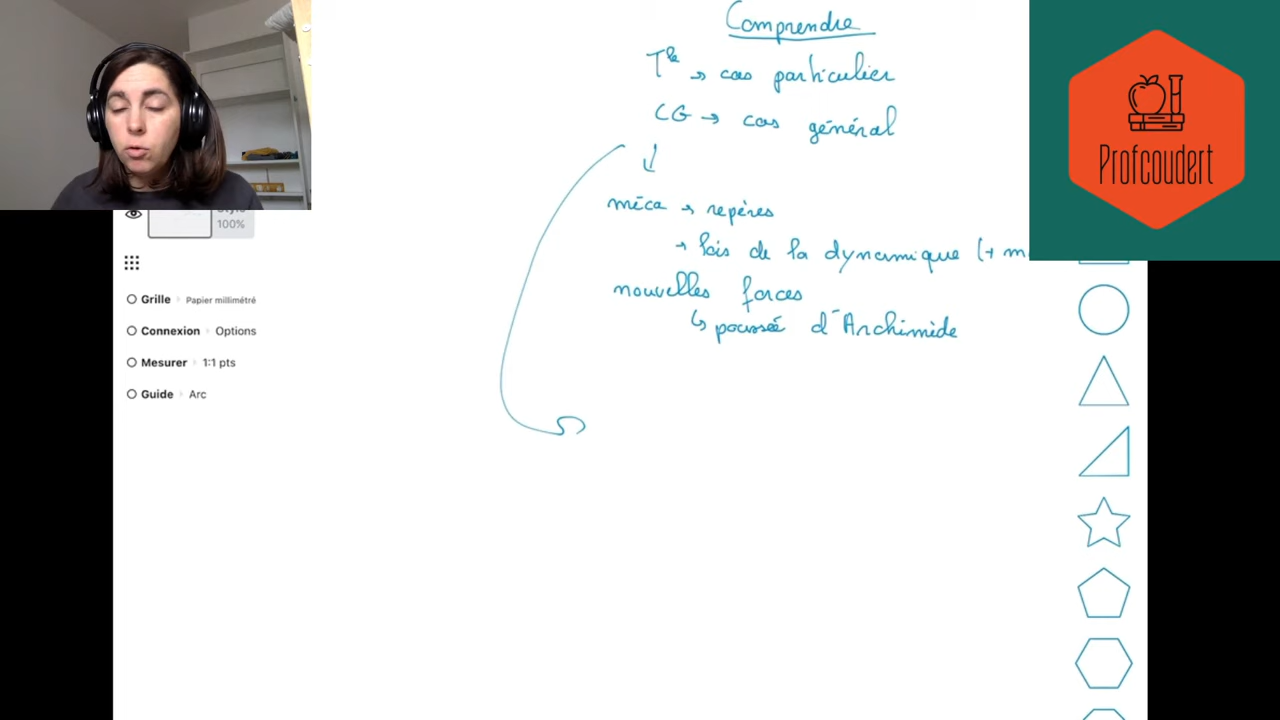 Comprendre
Tle → cas particulier
CG → cas général
méca → repères
→ lois de la dynamique (+ m
nouvelles forces
↳ poussée d'Archimède
Profcoudert
Style
100%
Grille › Papier millimétré
Connexion › Options
Mesurer › 1:1 pts
Guide › Arc